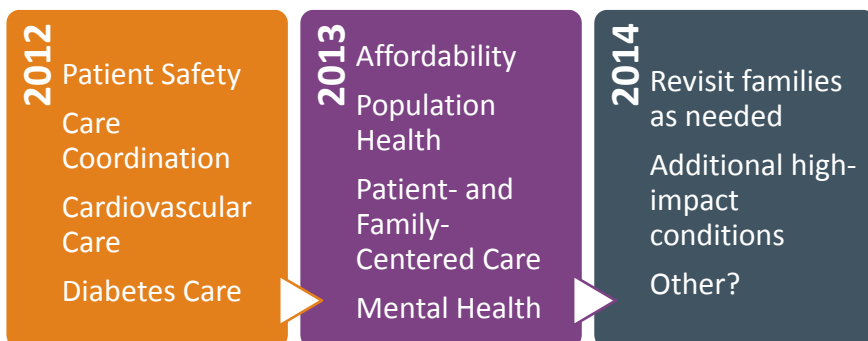 2012
Patient Safety
Care
Coordination
Cardiovascular
Care
Diabetes Care
2013
Affordability
Population
Health
Patient- and
Family-
Centered Care
Mental Health
2014
Revisit families
as needed
Additional high-
impact
conditions
Other?